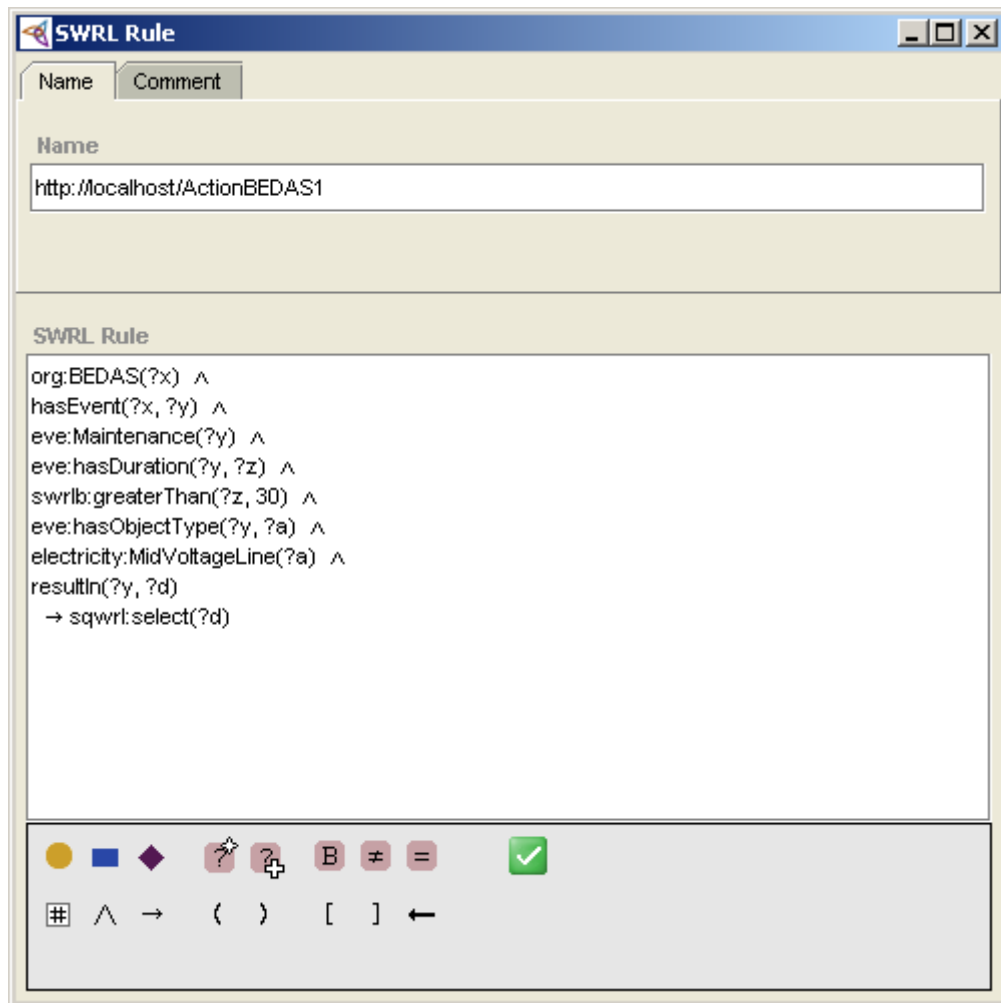 SWRL Rule
Name Comment
Name
http://localhost/ActionBEDAS1
SWRL Rule
org:BEDAS(?x) ∧
hasEvent(?x, ?y) ∧
eve:Maintenance(?y) ∧
eve:hasDuration(?y, ?z) ∧
swrlb:greaterThan(?z, 30) ∧
eve:hasObjectType(?y, ?a) ∧
electricity:MidVoltageLine(?a) ∧
resultIn(?y, ?d)
→ sqwrl:select(?d)
? ? B ≠ =
# ∧ → ( ) [ ] ←